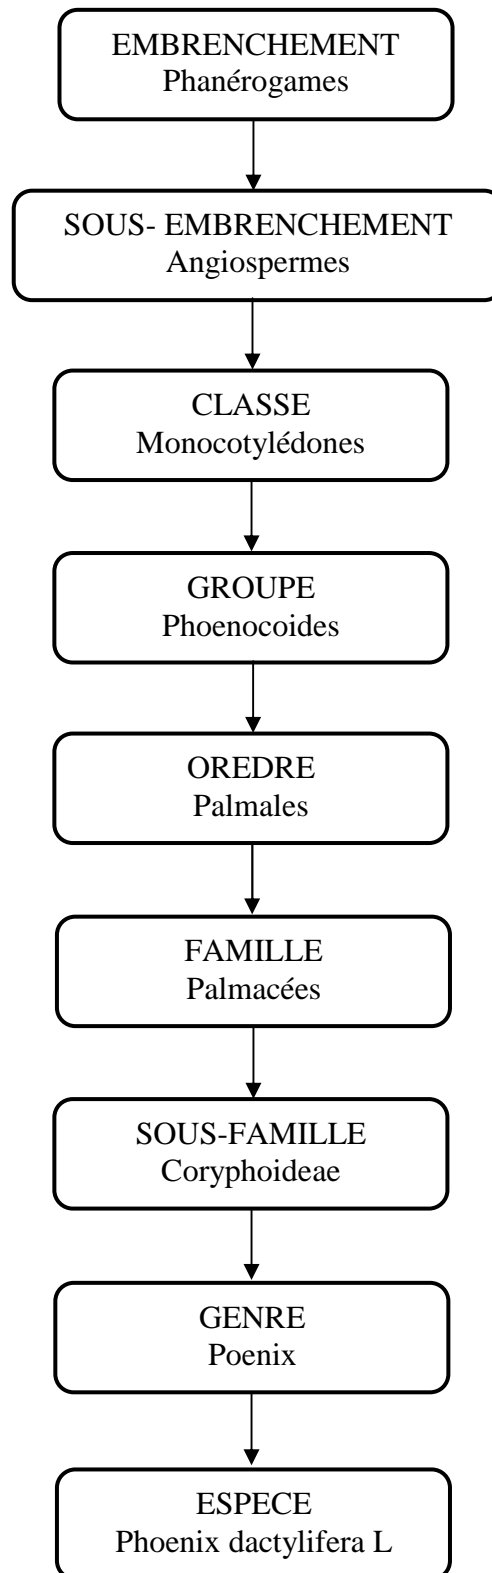 EMBRENCHEMENT
Phanérogames
SOUS- EMBRENCHEMENT
Angiospermes
CLASSE
Monocotylédones
GROUPE
Phoenocoides
OREDRE
Palmales
FAMILLE
Palmacées
SOUS-FAMILLE
Coryphoideae
GENRE
Poenix
ESPECE
Phoenix dactylifera L